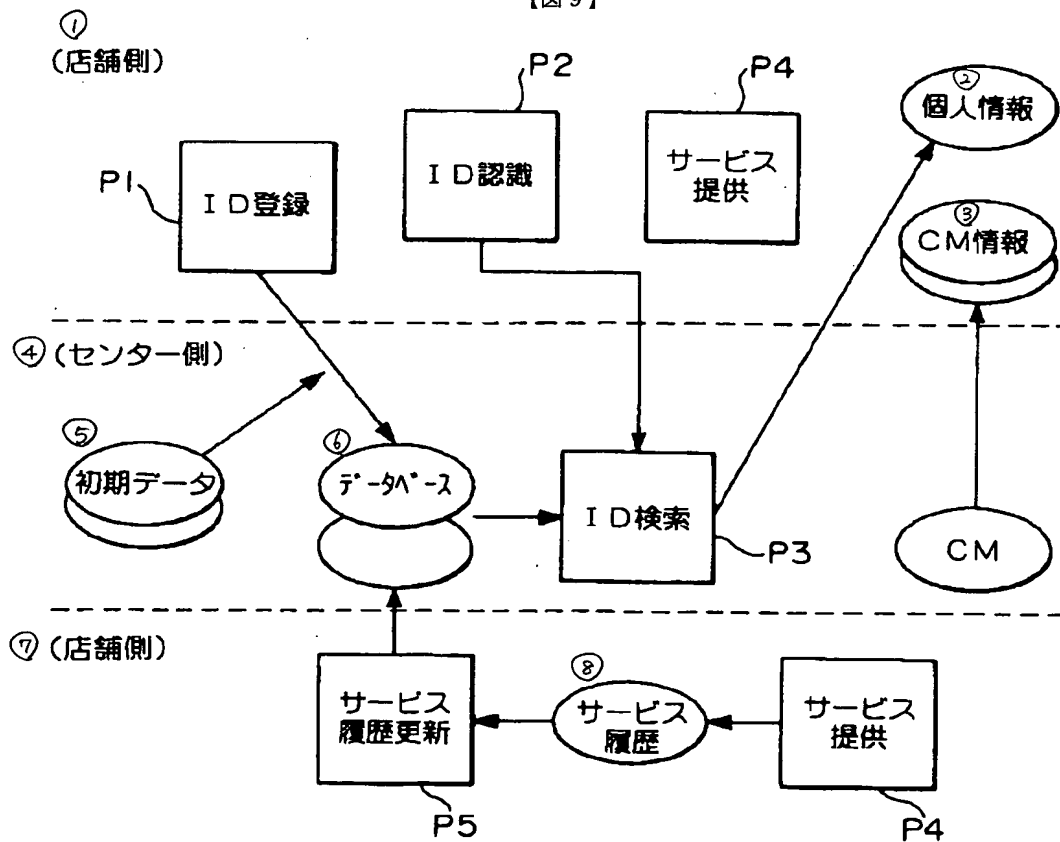 【図9】
①
(店舗側)
P1
ID登録
P2
ID認識
P4
サービス
提供
②
個人情報
③
CM情報
④(センター側)
⑤
初期データ
⑥
データベース
ID検索
P3
CM
⑦(店舗側)
サービス
履歴更新
P5
⑧
サービス
履歴
サービス
提供
P4